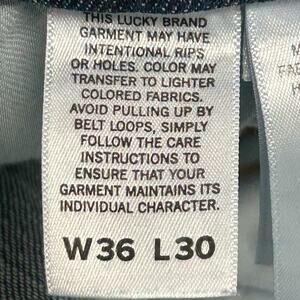 THIS LUCKY BRAND
GARMENT MAY HAVE
INTENTIONAL RIPS
OR HOLES. COLOR MAY
TRANSFER TO LIGHTER
COLORED FABRICS.
AVOID PULLING UP BY
BELT LOOPS, SIMPLY
FOLLOW THE CARE
INSTRUCTIONS TO
ENSURE THAT YOUR
GARMENT MAINTAINS ITS
INDIVIDUAL CHARACTER.
W36 L30